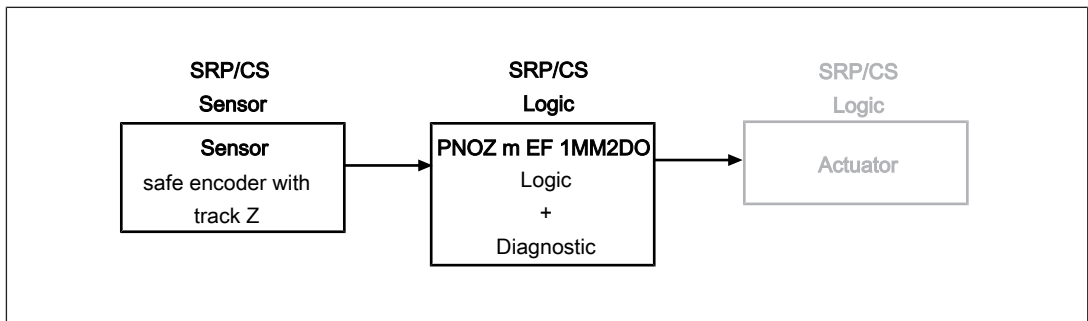 SRP/CS
Sensor
Sensor
safe encoder with
track Z
SRP/CS
Logic
PNOZ m EF 1MM2DO
Logic
+
Diagnostic
SRP/CS
Logic
Actuator